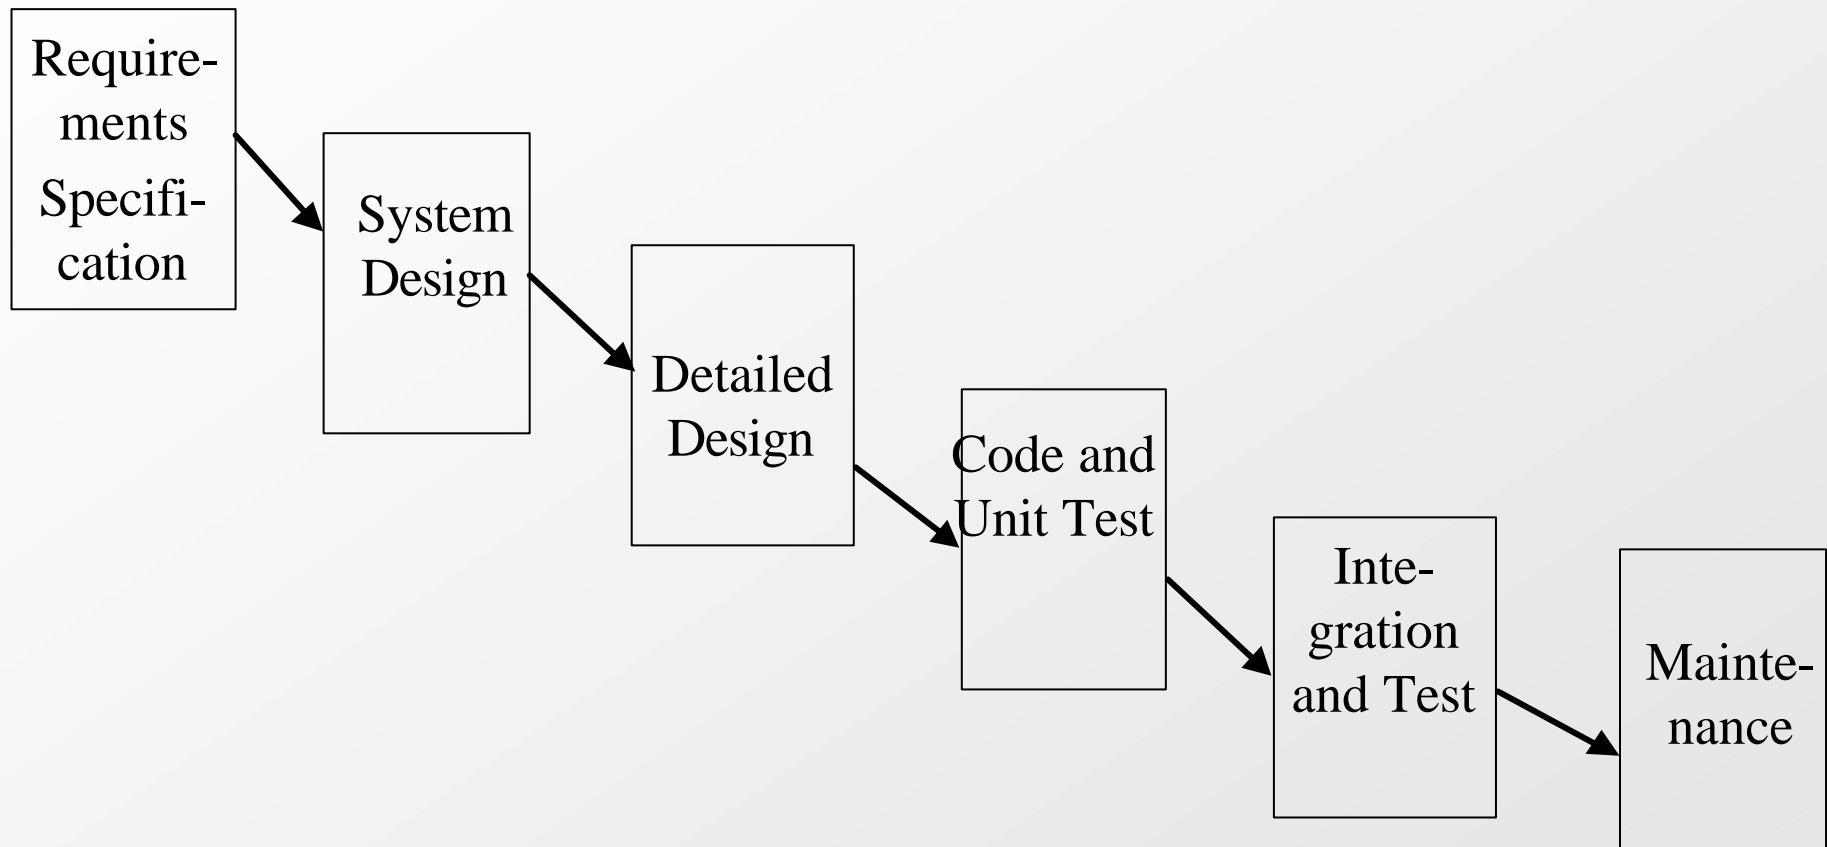 Require-
ments
Specifi-
cation
System
Design
Detailed
Design
Code and
Unit Test
Inte-
gration
and Test
Mainte-
nance